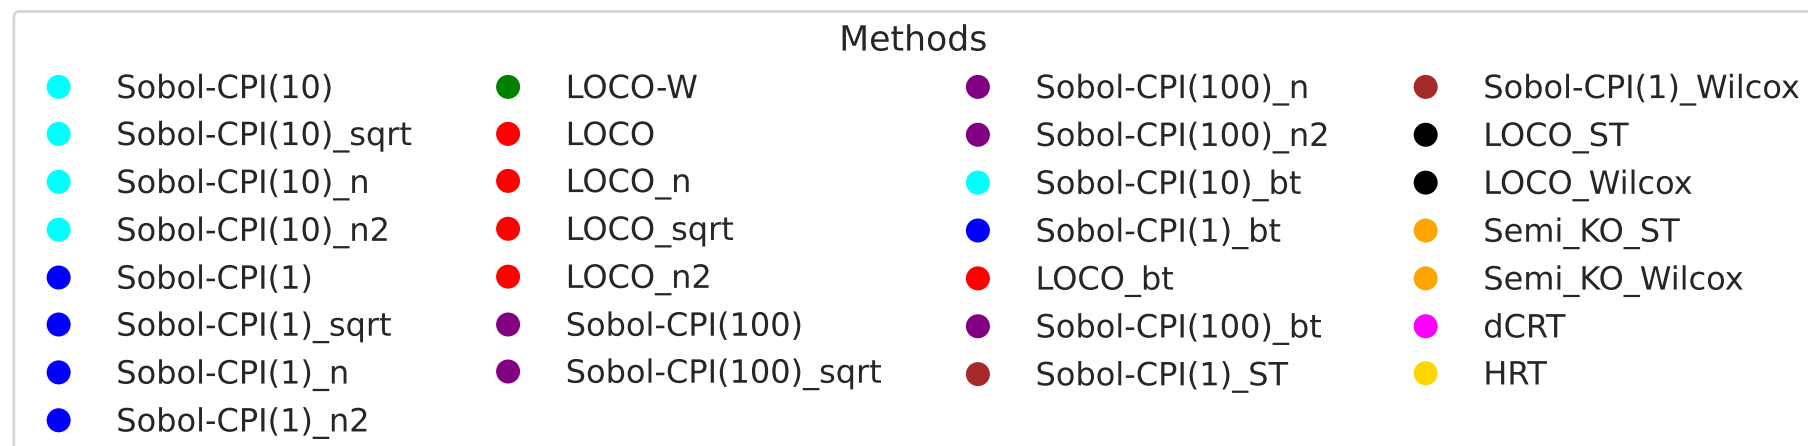 Methods
Sobol-CPI(10)
Sobol-CPI(10)_sqrt
Sobol-CPI(10)_n
Sobol-CPI(10)_n2
Sobol-CPI(1)
Sobol-CPI(1)_sqrt
Sobol-CPI(1)_n
Sobol-CPI(1)_n2
LOCO-W
LOCO
LOCO_n
LOCO_sqrt
LOCO_n2
Sobol-CPI(100)
Sobol-CPI(100)_sqrt
Sobol-CPI(100)_n
Sobol-CPI(100)_n2
Sobol-CPI(10)_bt
Sobol-CPI(1)_bt
LOCO_bt
Sobol-CPI(100)_bt
Sobol-CPI(1)_ST
Sobol-CPI(1)_Wilcox
LOCO_ST
LOCO_Wilcox
Semi_KO_ST
Semi_KO_Wilcox
dCRT
HRT